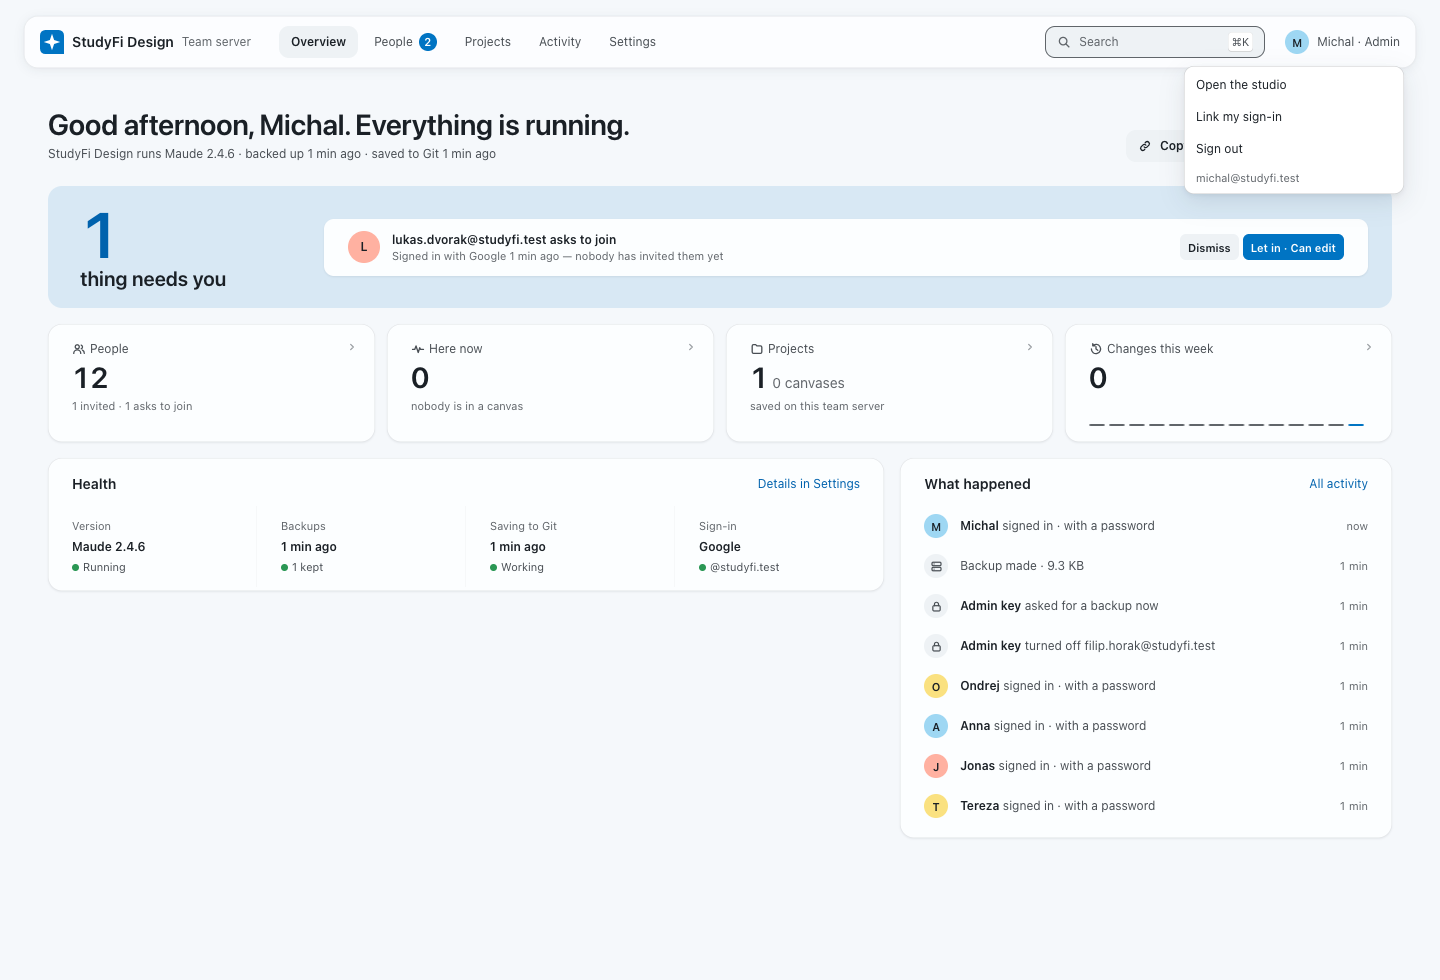 StudyFi Design Team server Overview People 2 Projects Activity Settings Search ⌘K M Michal · Admin
Open the studio
Link my sign-in
Sign out
michal@studyfi.test
Good afternoon, Michal. Everything is running.
StudyFi Design runs Maude 2.4.6 · backed up 1 min ago · saved to Git 1 min ago
Cop
1
thing needs you
L
lukas.dvorak@studyfi.test asks to join
Signed in with Google 1 min ago — nobody has invited them yet
Dismiss
Let in · Can edit
People
12
1 invited · 1 asks to join
Here now
0
nobody is in a canvas
Projects
1 0 canvases
saved on this team server
Changes this week
0
Health
Details in Settings
Version
Maude 2.4.6
Running
Backups
1 min ago
1 kept
Saving to Git
1 min ago
Working
Sign-in
Google
@studyfi.test
What happened
All activity
M Michal signed in · with a password now
Backup made · 9.3 KB 1 min
Admin key asked for a backup now 1 min
Admin key turned off filip.horak@studyfi.test 1 min
O Ondrej signed in · with a password 1 min
A Anna signed in · with a password 1 min
J Jonas signed in · with a password 1 min
T Tereza signed in · with a password 1 min